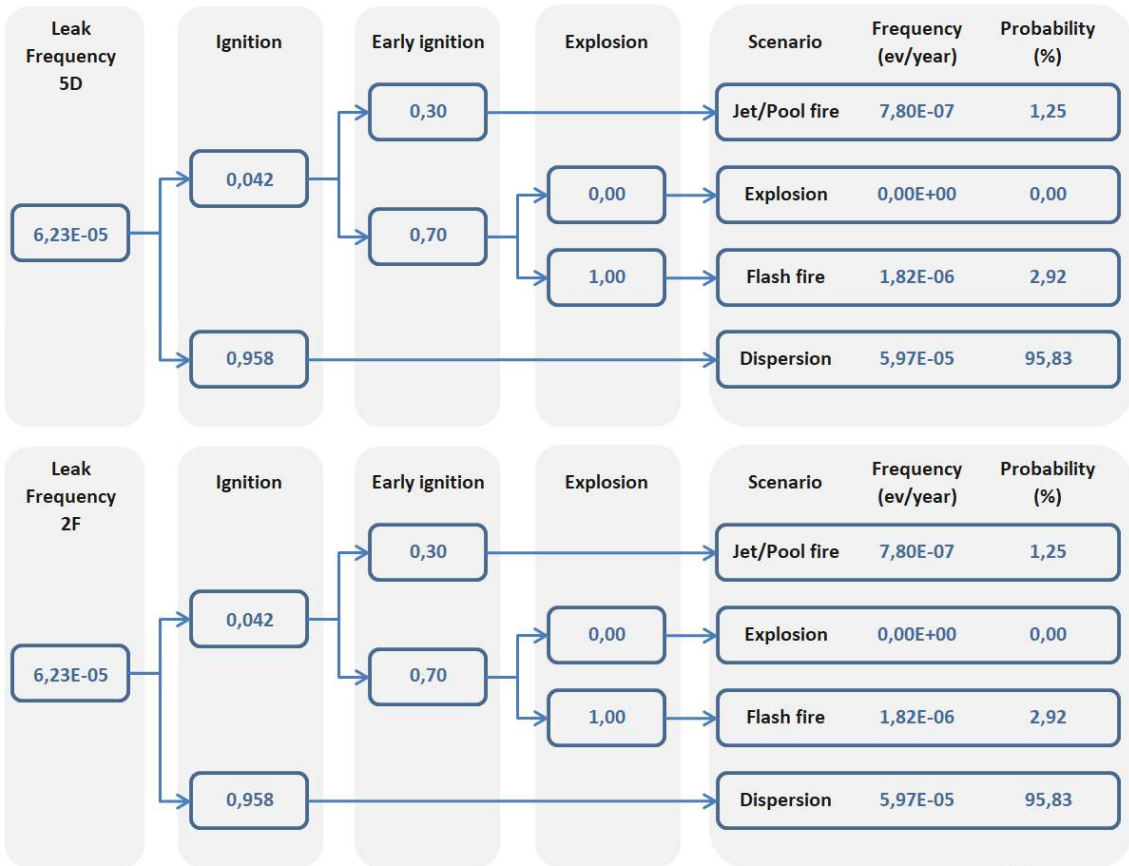 Leak
Frequency
5D
Ignition
Early ignition
Explosion
Scenario
Frequency
(ev/year)
Probability
(%)
0,30
Jet/Pool fire 7,80E-07 1,25
0,042
0,00
Explosion 0,00E+00 0,00
6,23E-05
0,70
1,00
Flash fire 1,82E-06 2,92
0,958
Dispersion 5,97E-05 95,83
Leak
Frequency
2F
Ignition
Early ignition
Explosion
Scenario
Frequency
(ev/year)
Probability
(%)
0,30
Jet/Pool fire 7,80E-07 1,25
0,042
0,00
Explosion 0,00E+00 0,00
6,23E-05
0,70
1,00
Flash fire 1,82E-06 2,92
0,958
Dispersion 5,97E-05 95,83